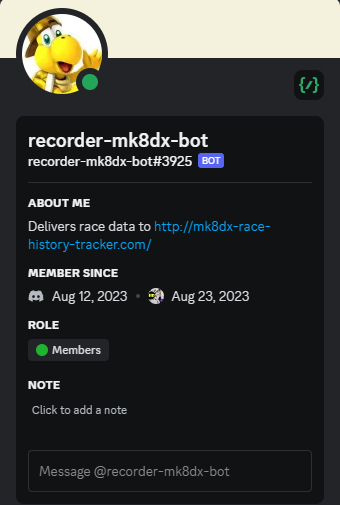 recorder-mk8dx-bot
recorder-mk8dx-bot#3925 BOT
ABOUT ME
Delivers race data to http://mk8dx-race-
history-tracker.com/
MEMBER SINCE
Aug 12, 2023 • Aug 23, 2023
ROLE
Members
NOTE
Click to add a note
Message @recorder-mk8dx-bot